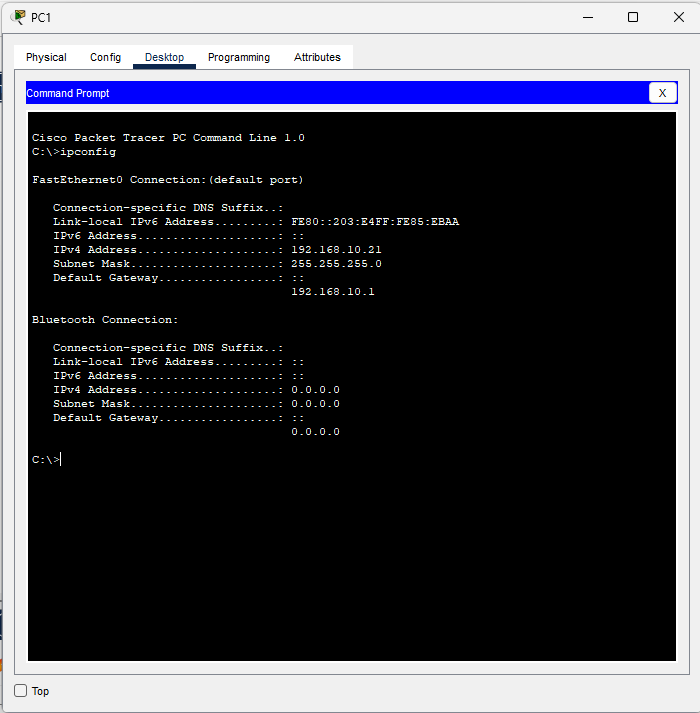 PC1
Physical Config Desktop Programming Attributes
Command Prompt X
Cisco Packet Tracer PC Command Line 1.0
C:\>ipconfig
FastEthernet0 Connection:(default port)
Connection-specific DNS Suffix..:
Link-local IPv6 Address.........: FE80::203:E4FF:FE85:EBAA
IPv6 Address....................: ::
IPv4 Address....................: 192.168.10.21
Subnet Mask.....................: 255.255.255.0
Default Gateway.................: ::
192.168.10.1
Bluetooth Connection:
Connection-specific DNS Suffix..:
Link-local IPv6 Address.........: ::
IPv6 Address....................: ::
IPv4 Address....................: 0.0.0.0
Subnet Mask.....................: 0.0.0.0
Default Gateway.................: ::
0.0.0.0
C:\>
Top